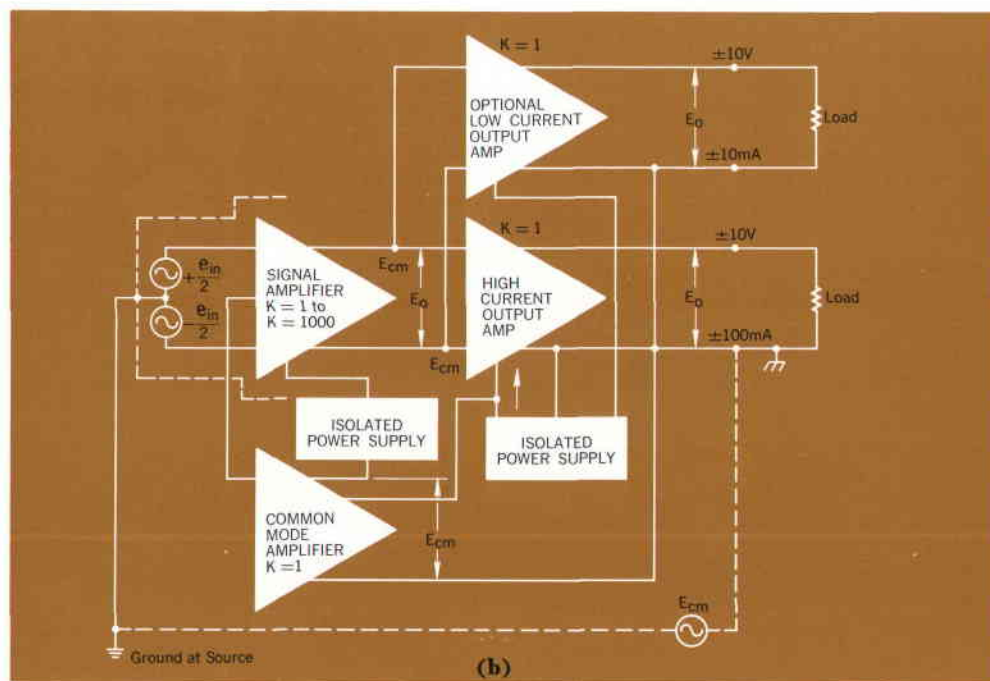 K = 1
±10V
OPTIONAL
LOW CURRENT
OUTPUT
AMP
Eo
Load
±10mA
K = 1
±10V
+ein/2
-ein/2
SIGNAL
AMPLIFIER
K = 1 to
K = 1000
Ecm
Eo
Ecm
HIGH
CURRENT
OUTPUT
AMP
Eo
Load
±100mA
ISOLATED
POWER SUPPLY
ISOLATED
POWER SUPPLY
COMMON
MODE
AMPLIFIER
K =1
Ecm
Ecm
Ground at Source
(b)